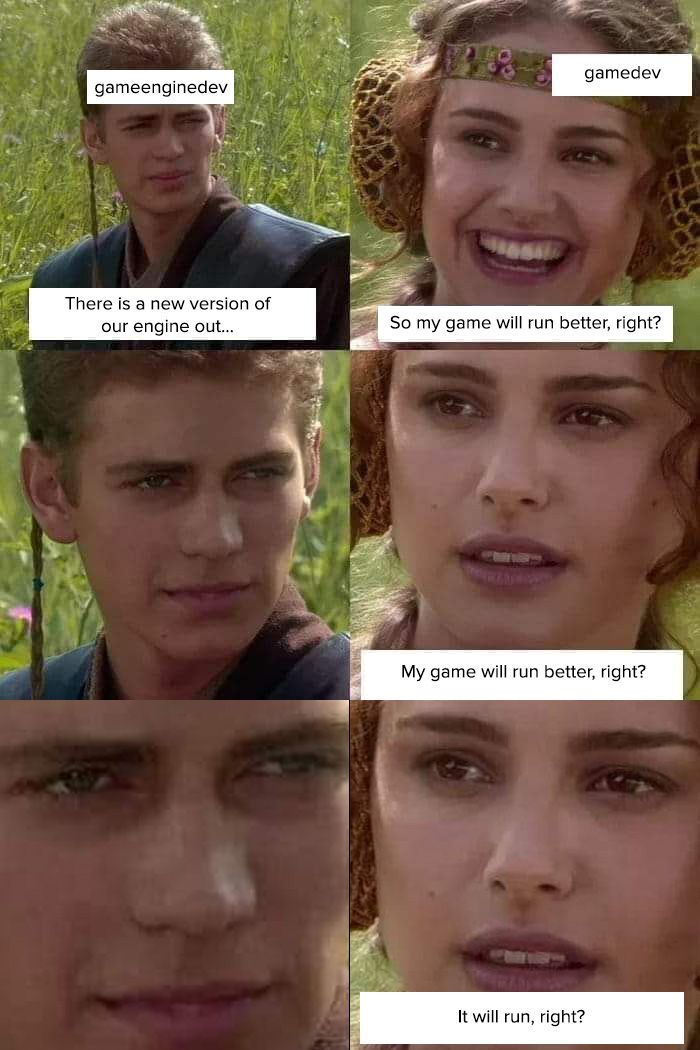 gameenginedev
gamedev
There is a new version of
our engine out...
So my game will run better, right?
My game will run better, right?
It will run, right?